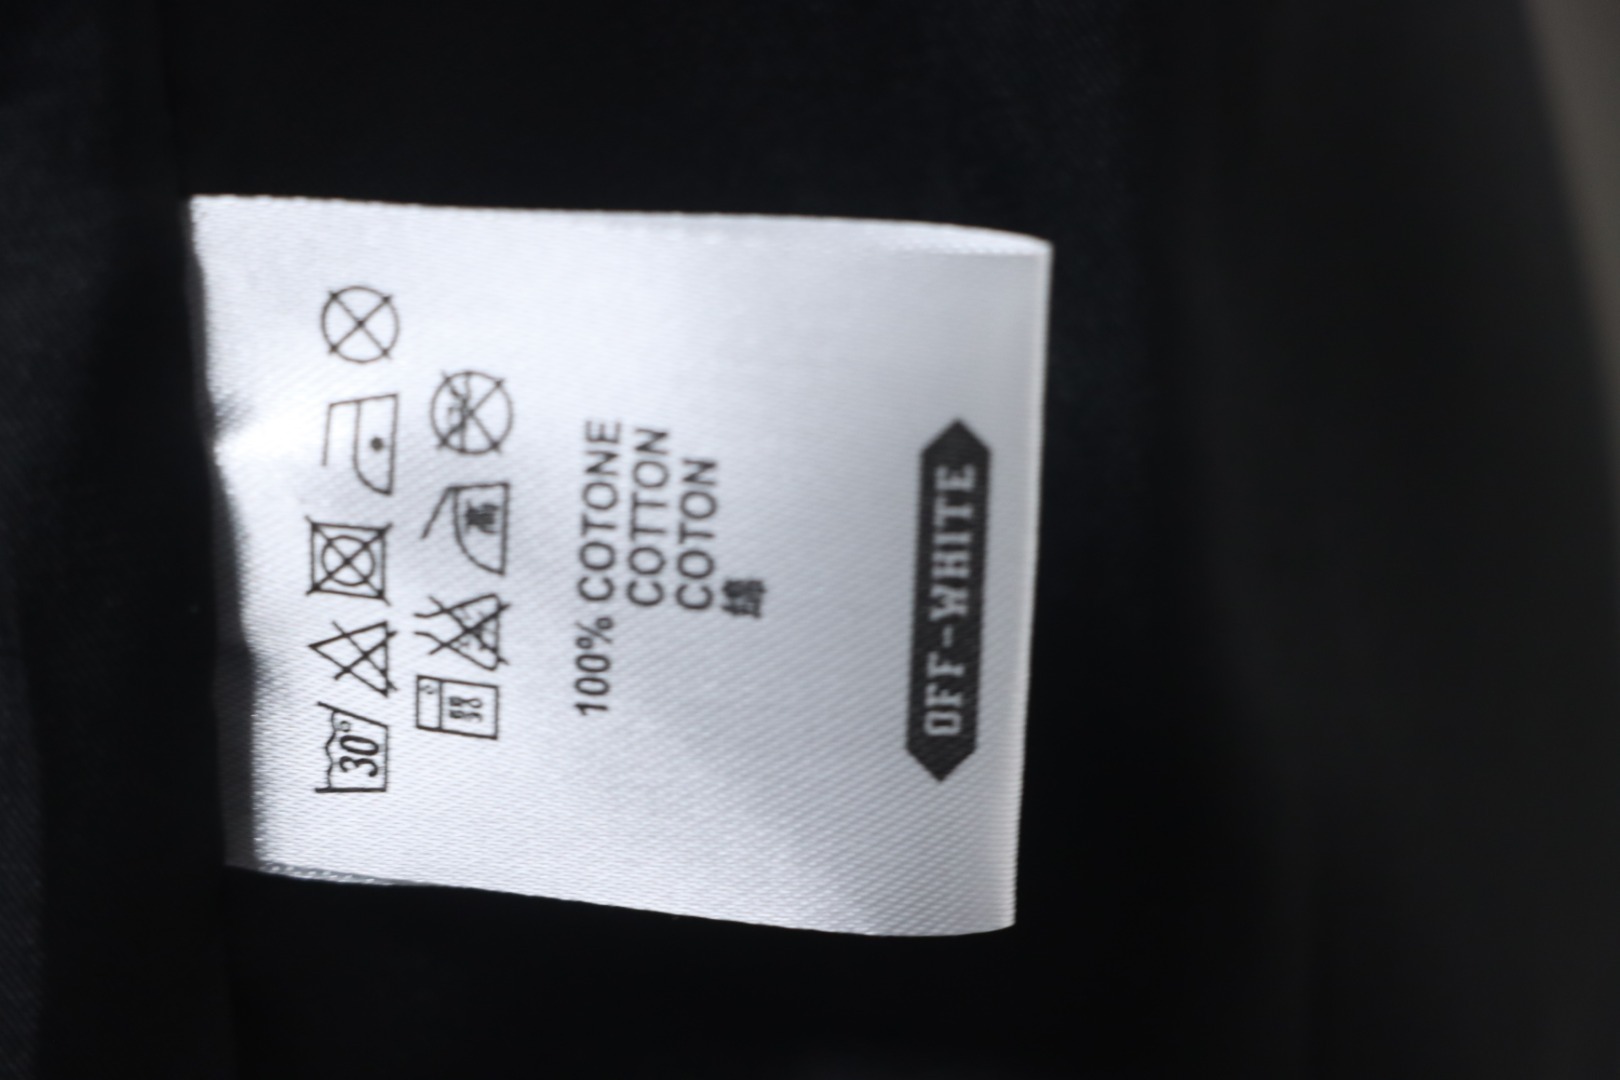 30°
100% COTONE
COTTON
COTON
綿
OFF-WHITE